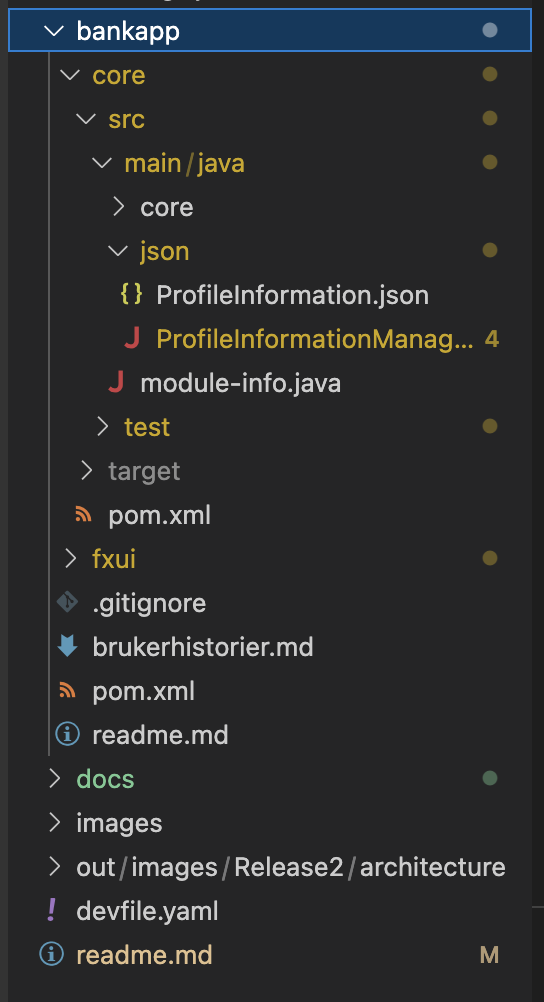 bankapp
core
src
main/java
core
json
{} ProfileInformation.json
J ProfileInformationManag... 4
J module-info.java
test
target
pom.xml
fxui
.gitignore
brukerhistorier.md
pom.xml
readme.md
docs
images
out/images/Release2/architecture
! devfile.yaml
readme.md M